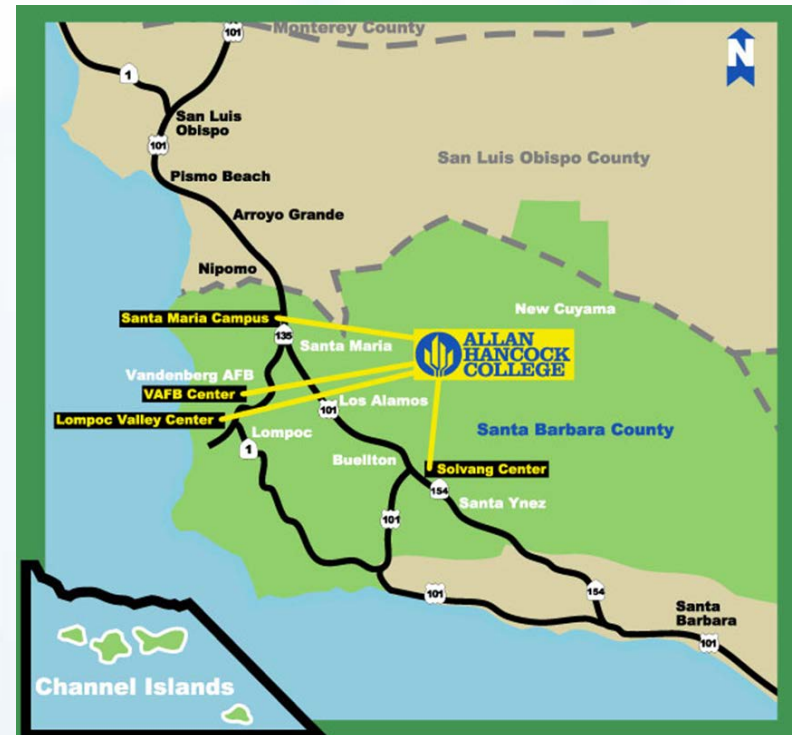 101
Monterey County
N
1
San Luis
Obispo
101
San Luis Obispo County
Pismo Beach
Arroyo Grande
Nipomo
New Cuyama
Santa Maria Campus
135
Santa Maria
ALLAN
HANCOCK
COLLEGE
Vandenberg AFB
VAFB Center
Los Alamos
101
Lompoc Valley Center
Lompoc
Santa Barbara County
1
Buellton
Solvang Center
154
Santa Ynez
101
101
154
Santa
Barbara
101
Channel Islands